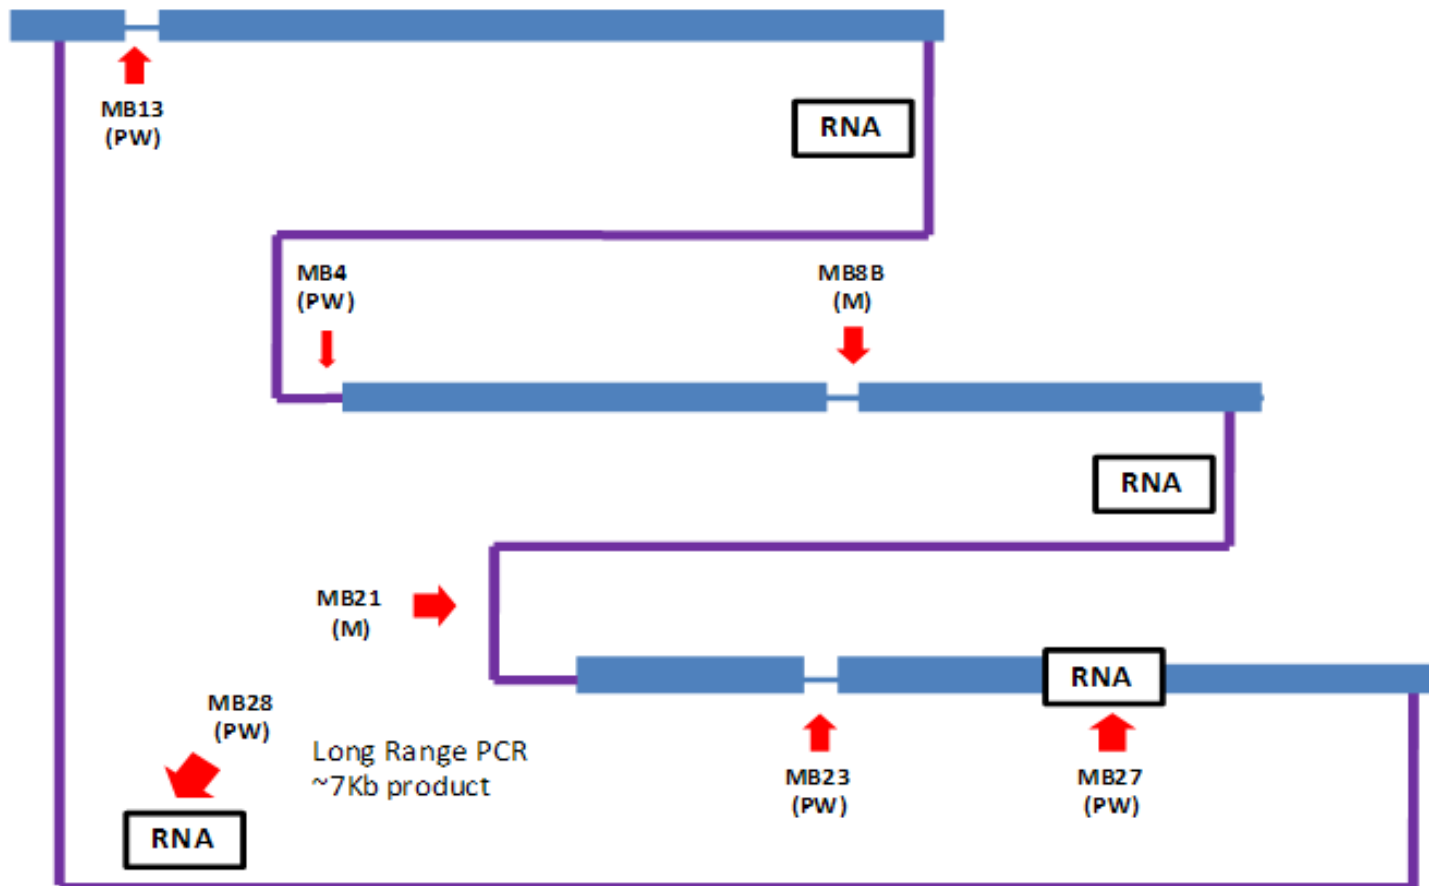 MB13
(PW)
RNA
MB4
(PW)
MB8B
(M)
RNA
MB21
(M)
RNA
MB28
(PW)
Long Range PCR
~7Kb product
MB23
(PW)
MB27
(PW)
RNA